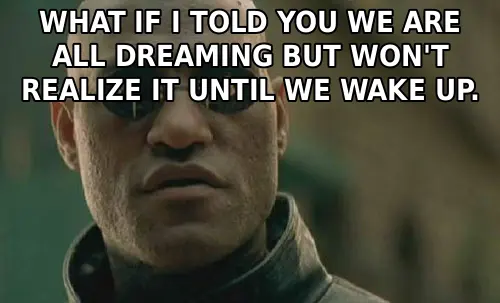 WHAT IF I TOLD YOU WE ARE
ALL DREAMING BUT WON'T
REALIZE IT UNTIL WE WAKE UP.